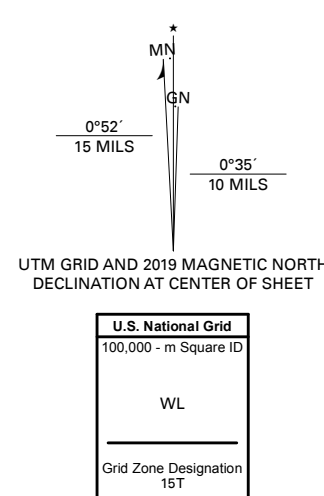 ★
MN
GN
0°52´
15 MILS
0°35´
10 MILS
UTM GRID AND 2019 MAGNETIC NORTH
DECLINATION AT CENTER OF SHEET
U.S. National Grid
100,000 - m Square ID
WL
Grid Zone Designation
15T